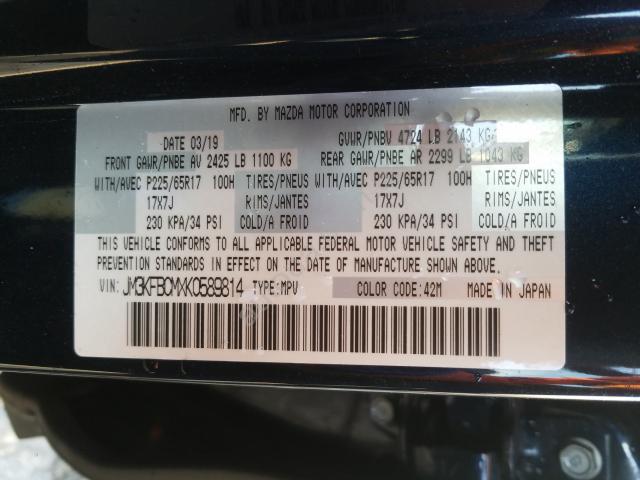 MFD. BY MAZDA MOTOR CORPORATION
DATE 03/19 GVWR/PNBV 4724 LB 2143 KG
FRONT GAWR/PNBE AV 2425 LB 1100 KG REAR GAWR/PNBE AR 2299 LB 1043 KG
WITH/AVEC P225/65R17 100H TIRES/PNEUS WITH/AVEC P225/65R17 100H TIRES/PNEUS
17X7J RIMS/JANTES 17X7J RIMS/JANTES
230 KPA/34 PSI COLD/A FROID 230 KPA/34 PSI COLD/A FROID
THIS VEHICLE CONFORMS TO ALL APPLICABLE FEDERAL MOTOR VEHICLE SAFETY AND THEFT
PREVENTION STANDARDS IN EFFECT ON THE DATE OF MANUFACTURE SHOWN ABOVE.
VIN: JM3KFBCMXK0589814 TYPE:MPV COLOR CODE:42M MADE IN JAPAN